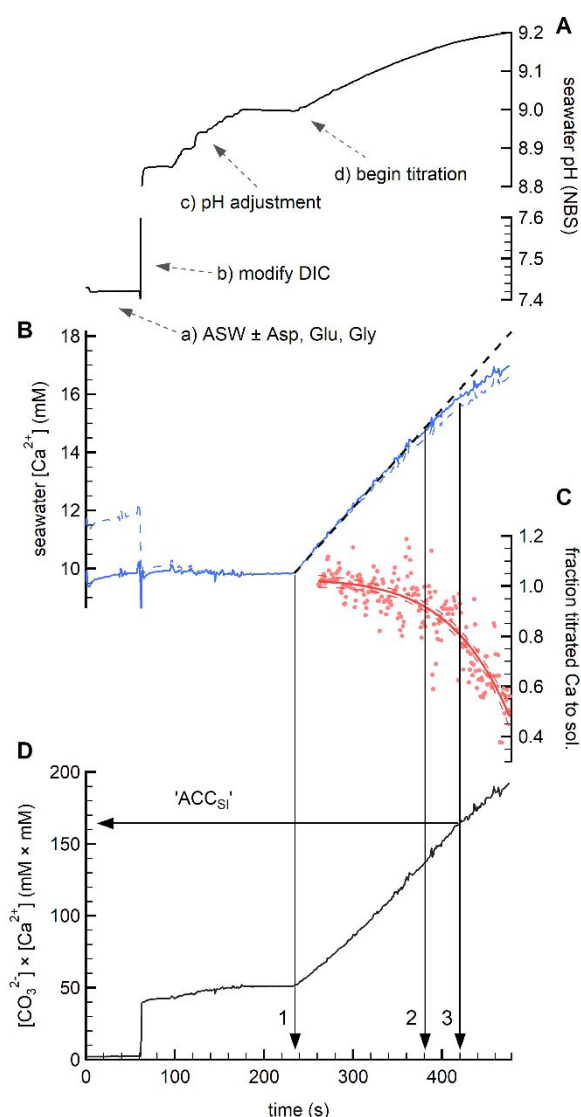 A
9.2
9.1
9.0
8.9
8.8
7.6
7.5
7.4
seawater pH (NBS)
d) begin titration
c) pH adjustment
b) modify DIC
a) ASW ± Asp, Glu, Gly
B
18
16
14
12
10
seawater [Ca²⁺] (mM)
C
1.2
1.0
0.8
0.6
0.4
fraction titrated Ca to sol.
D
200
150
100
50
0
[CO₃²⁻] × [Ca²⁺] (mM × mM)
'ACC_SI'
1
2
3
0
100
200
300
400
time (s)